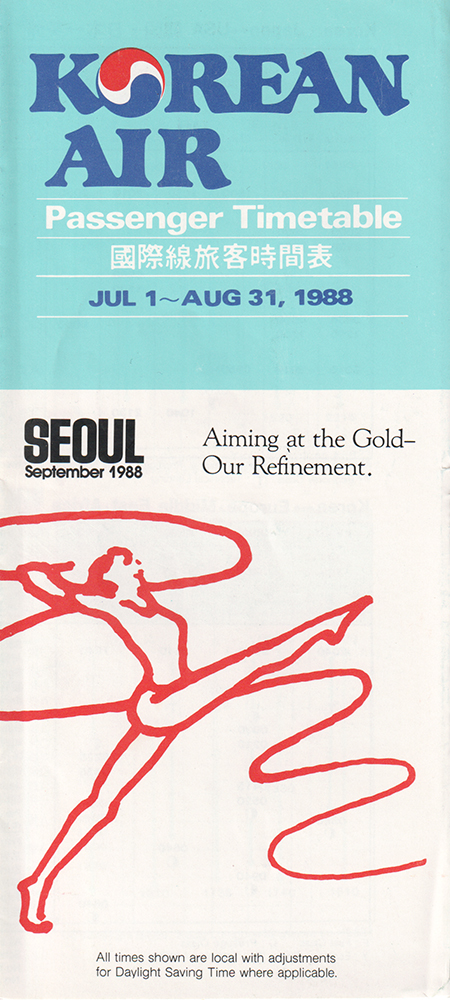 KOREAN
AIR
Passenger Timetable
國際線旅客時間表
JUL 1~AUG 31, 1988
SEOUL
September 1988
Aiming at the Gold–
Our Refinement.
All times shown are local with adjustments
for Daylight Saving Time where applicable.